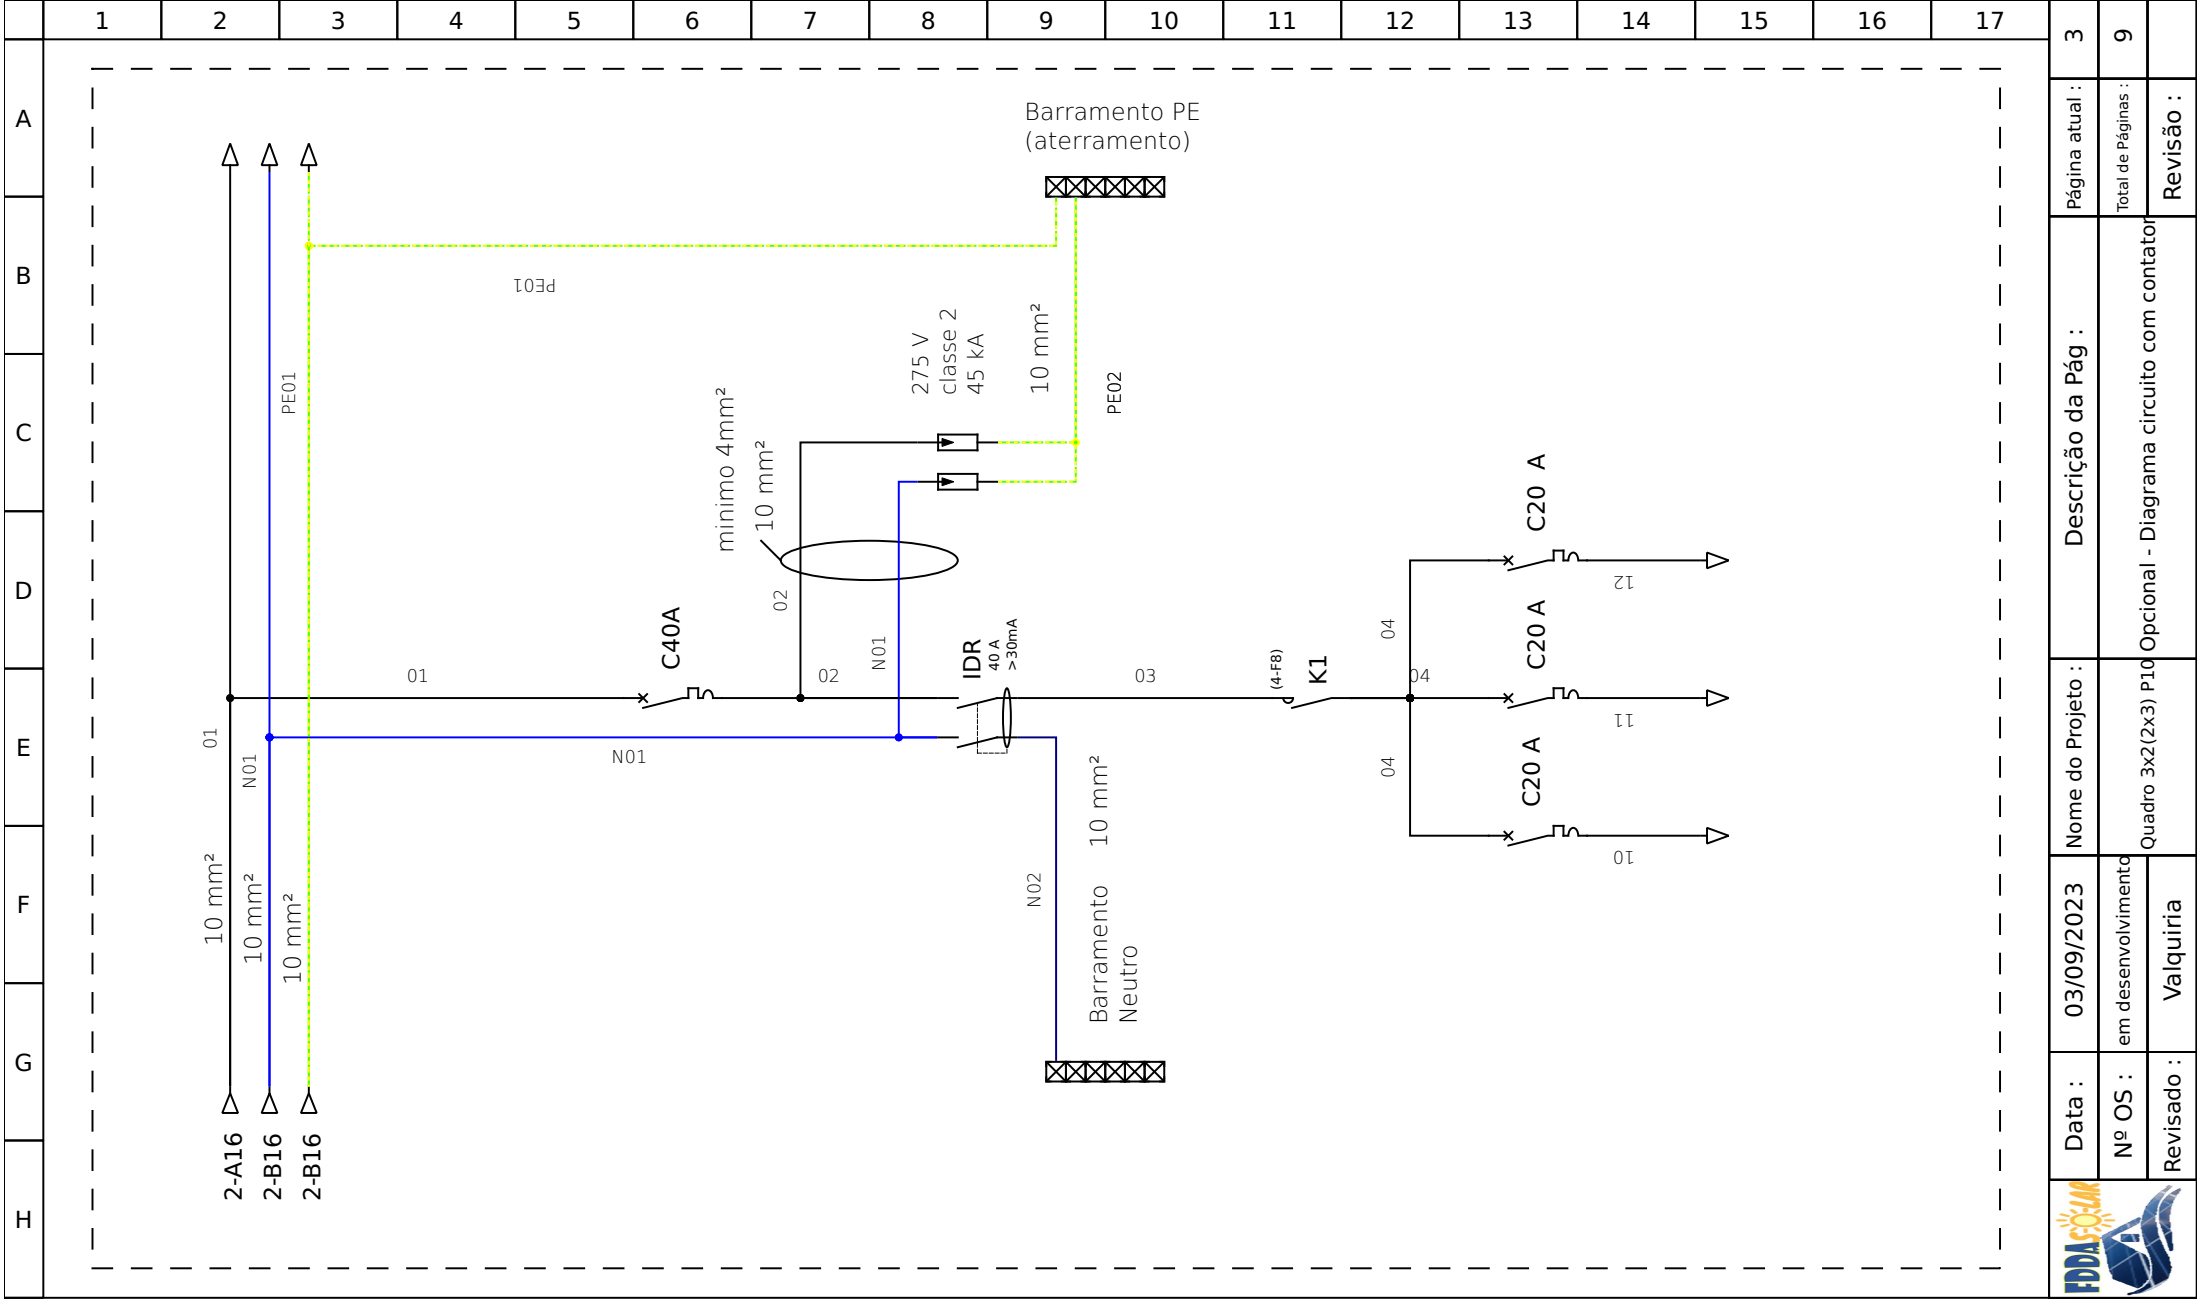 1 2 3 4 5 6 7 8 9 10 11 12 13 14 15 16 17
A
B
C
D
E
F
G
H
Barramento PE
(aterramento)
PE01
PE01
275 V
classe 2
45 kA
10 mm²
PE02
minimo 4mm²
10 mm²
02
N01
C40A
01
02
IDR
40 A
>30mA
03
(4-F8)
K1
04
04
04
C20 A
12
C20 A
11
C20 A
10
01
N01
N01
10 mm²
10 mm²
10 mm²
N02
10 mm²
Barramento
Neutro
2-A16
2-B16
2-B16
Página atual :
3
Total de Páginas :
9
Revisão :
Descrição da Pág :
Opcional - Diagrama circuito com contator
Nome do Projeto :
Quadro 3x2(2x3) P10
Data :
03/09/2023
Nº OS :
em desenvolvimento
Revisado :
Valquiria
FDDA SOLAR